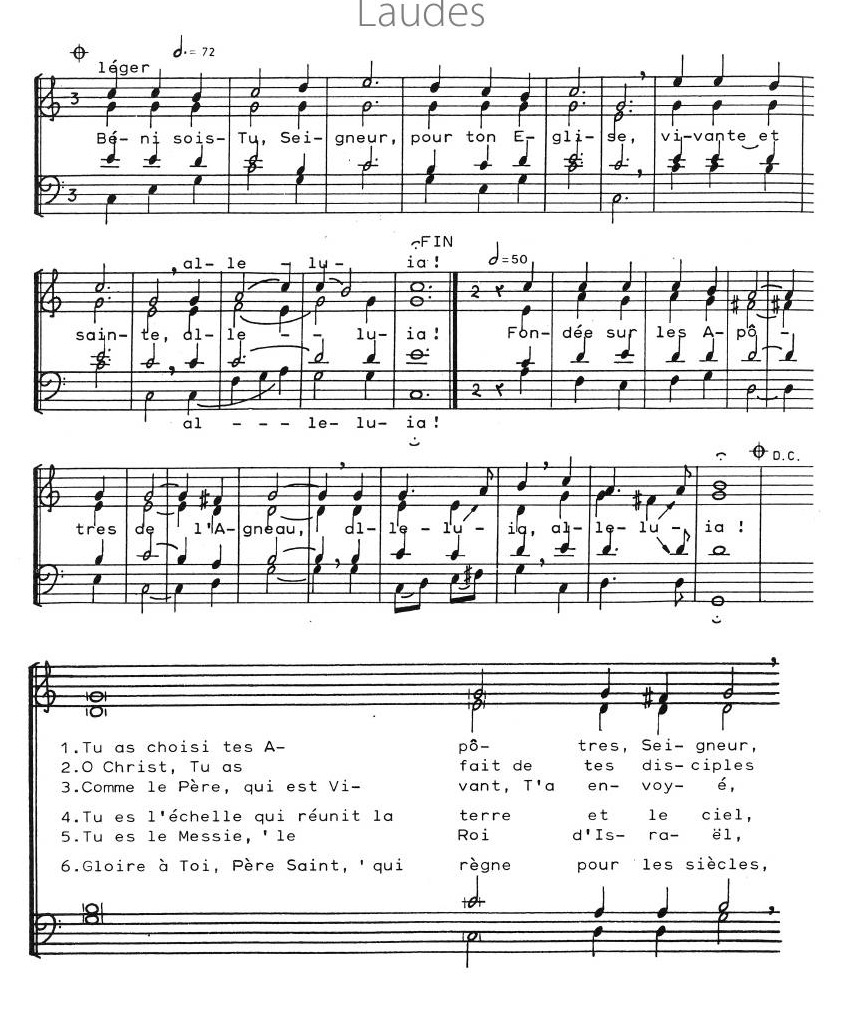 Laudes
𝅗𝅥. = 72
léger
3
Bé- ni sois- Tu, Sei- gneur, pour ton E- gli- se, vi-vante et
3
FIN
al- le - lu - ia !
𝅗𝅥 =50
2
sain- te, al- le - - lu- ia ! Fon- dée sur les A- pô -
2
al - - - le- lu- ia !
D.C.
tres de l'A- gneau, al- le - lu - ia, al- le- lu - ia !
1.Tu as choisi tes A- pô- tres, Sei- gneur,
2.O Christ, Tu as fait de tes dis- ciples
3.Comme le Père, qui est Vi- vant, T'a en- voy- é,
4.Tu es l'échelle qui réunit la terre et le ciel,
5.Tu es le Messie, 'le Roi d'Is- ra- ël,
6.Gloire à Toi, Père Saint, 'qui règne pour les siècles,